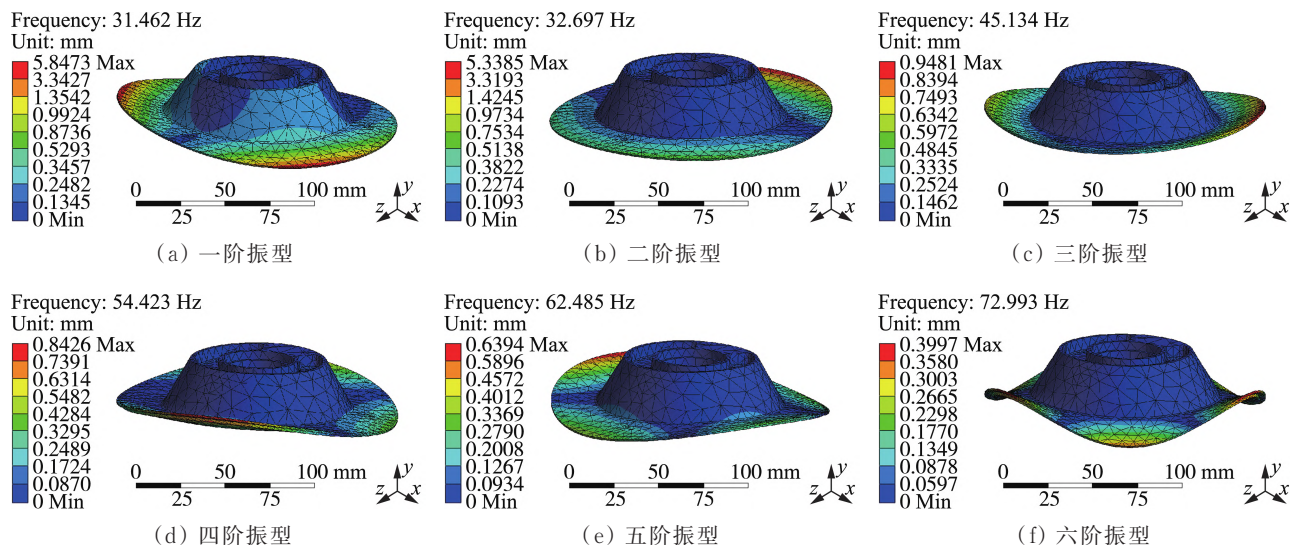 Frequency: 31.462 Hz
Unit: mm
5.8473 Max
3.3427
1.3542
0.9924
0.8736
0.5293
0.3457
0.2482
0.1345
0 Min
0 50 100 mm
25 75
y
z x
(a) 一阶振型
Frequency: 32.697 Hz
Unit: mm
5.3385 Max
3.3193
1.4245
0.9734
0.7534
0.5138
0.3822
0.2274
0.1093
0 Min
0 50 100 mm
25 75
y
z x
(b) 二阶振型
Frequency: 45.134 Hz
Unit: mm
0.9481 Max
0.8394
0.7493
0.6342
0.5972
0.4845
0.3335
0.2524
0.1462
0 Min
0 50 100 mm
25 75
y
z x
(c) 三阶振型
Frequency: 54.423 Hz
Unit: mm
0.8426 Max
0.7391
0.6314
0.5482
0.4284
0.3295
0.2489
0.1724
0.0870
0 Min
0 50 100 mm
25 75
y
z x
(d) 四阶振型
Frequency: 62.485 Hz
Unit: mm
0.6394 Max
0.5896
0.4572
0.4012
0.3369
0.2790
0.2008
0.1267
0.0934
0 Min
0 50 100 mm
25 75
y
z x
(e) 五阶振型
Frequency: 72.993 Hz
Unit: mm
0.3997 Max
0.3580
0.3003
0.2665
0.2298
0.1770
0.1349
0.0878
0.0597
0 Min
0 50 100 mm
25 75
y
z x
(f) 六阶振型